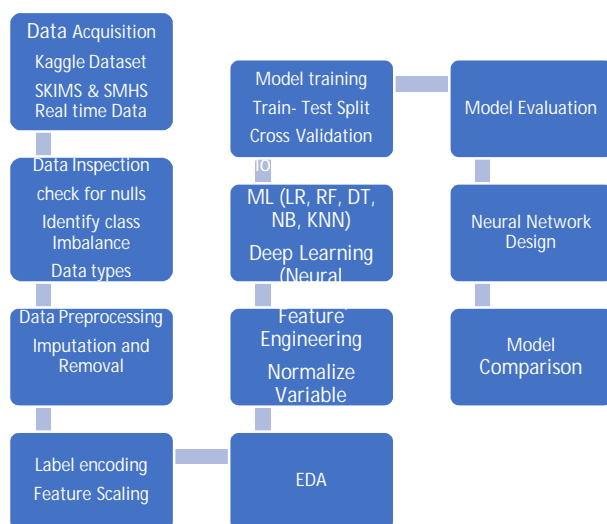 Data Acquisition
Kaggle Dataset
SKIMS & SMHS
Real time Data
Data Inspection
check for nulls
Identify class
Imbalance
Data types
Data Preprocessing
Imputation and
Removal
Label encoding
Feature Scaling
EDA
Feature
Engineering
Normalize
Variable
ML (LR, RF, DT,
NB, KNN)
Deep Learning
(Neural
Model training
Train- Test Split
Cross Validation
Model Evaluation
Neural Network
Design
Model
Comparison